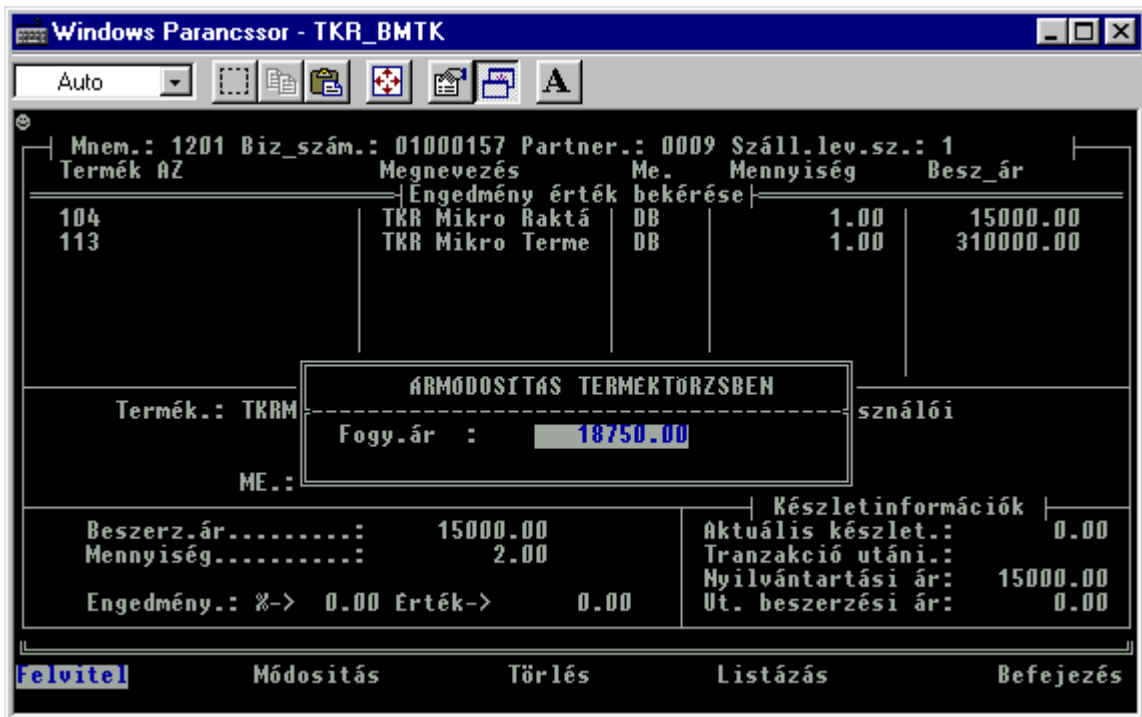 Windows Parancssor - TKR_BMTK
Auto
A
Mnem.: 1201 Biz_szám.: 01000157 Partner.: 0009 Száll.lev.sz.: 1
Termék AZ Megnevezés Me. Mennyiség Besz_ár
Engedmény érték bekérése
104 TKR Mikro Raktá DB 1.00 15000.00
113 TKR Mikro Terme DB 1.00 310000.00
ÁRMÓDOSÍTÁS TERMÉKTÖRZSBEN
Termék.: TKRM sználói
Fogy.ár : 18750.00
ME.:
Készletinformációk
Beszerz.ár.........: 15000.00 Aktuális készlet.: 0.00
Mennyiség..........: 2.00 Tranzakció utáni.:
Nyilvántartási ár: 15000.00
Engedmény.: %-> 0.00 Érték-> 0.00 Ut. beszerzési ár: 0.00
Felvitel Módositás Törlés Listázás Befejezés